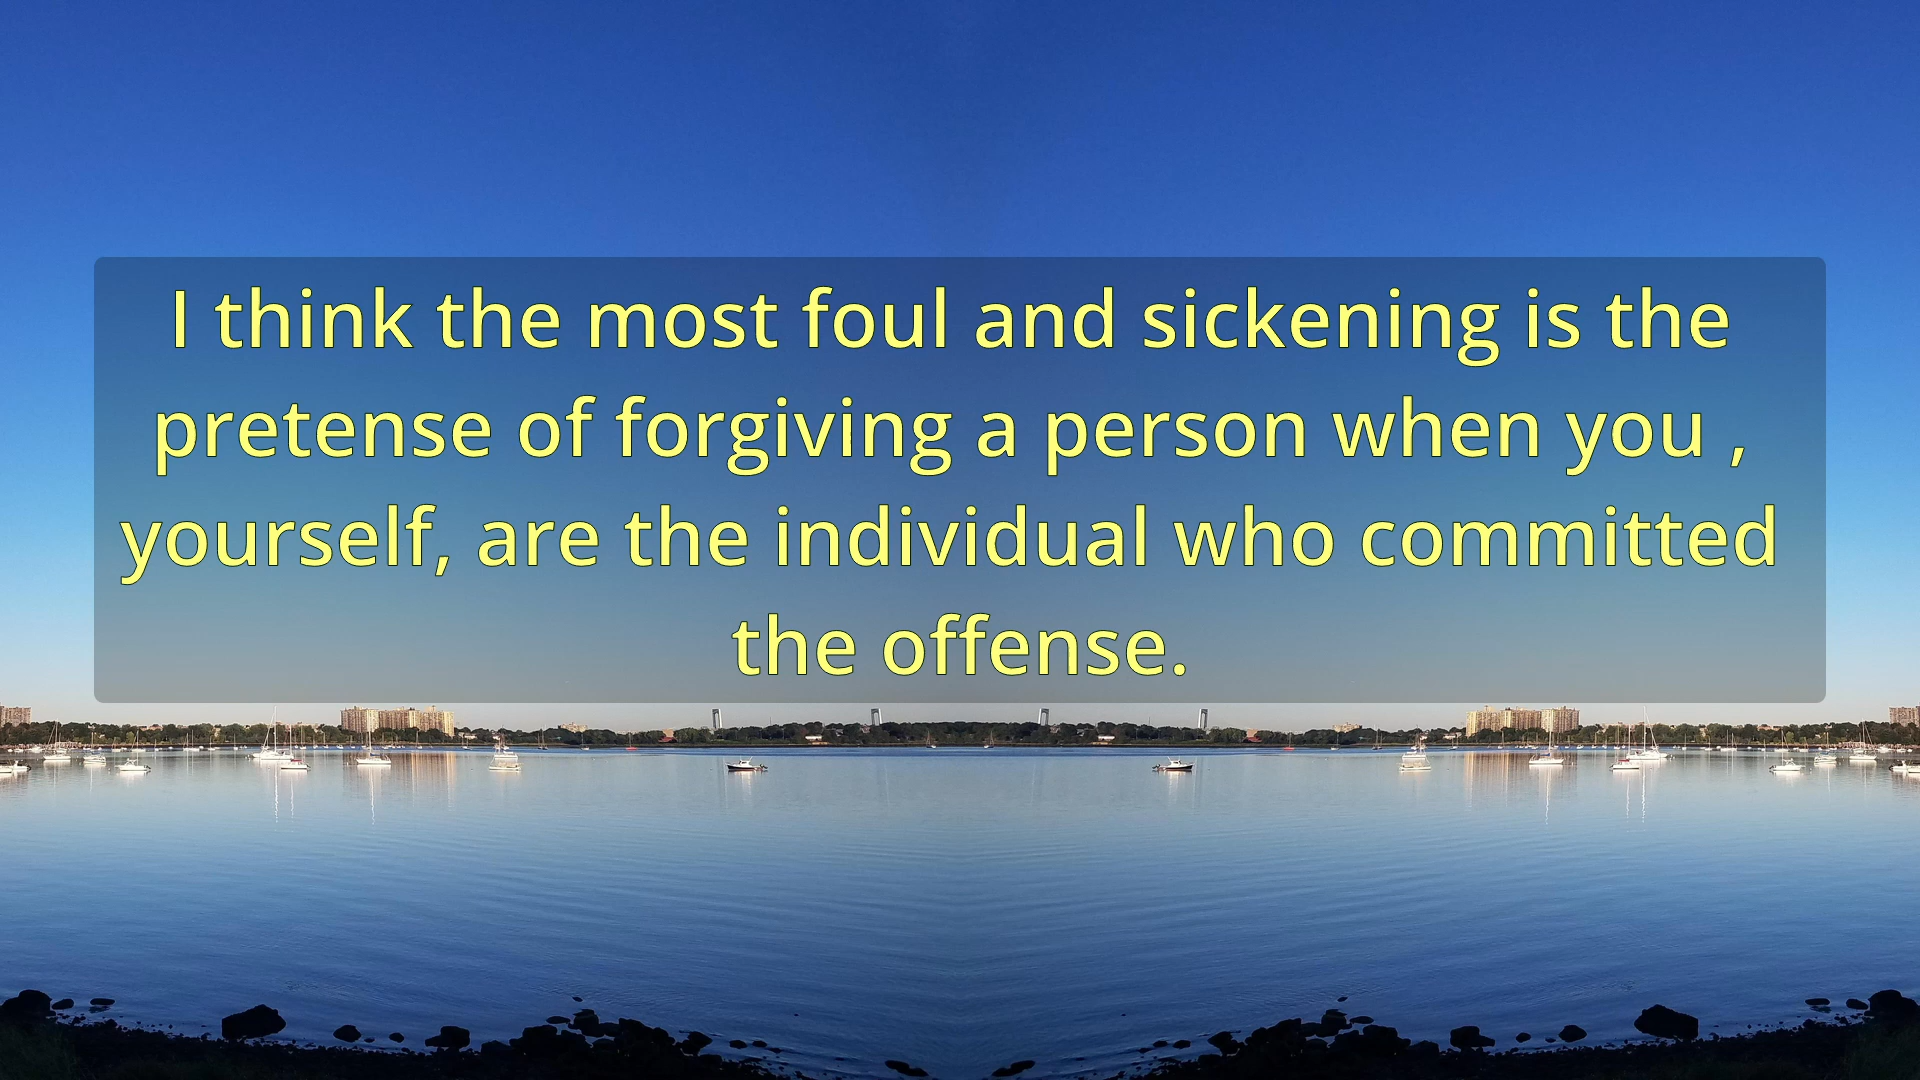 I think the most foul and sickening is the
pretense of forgiving a person when you ,
yourself, are the individual who committed
the offense.